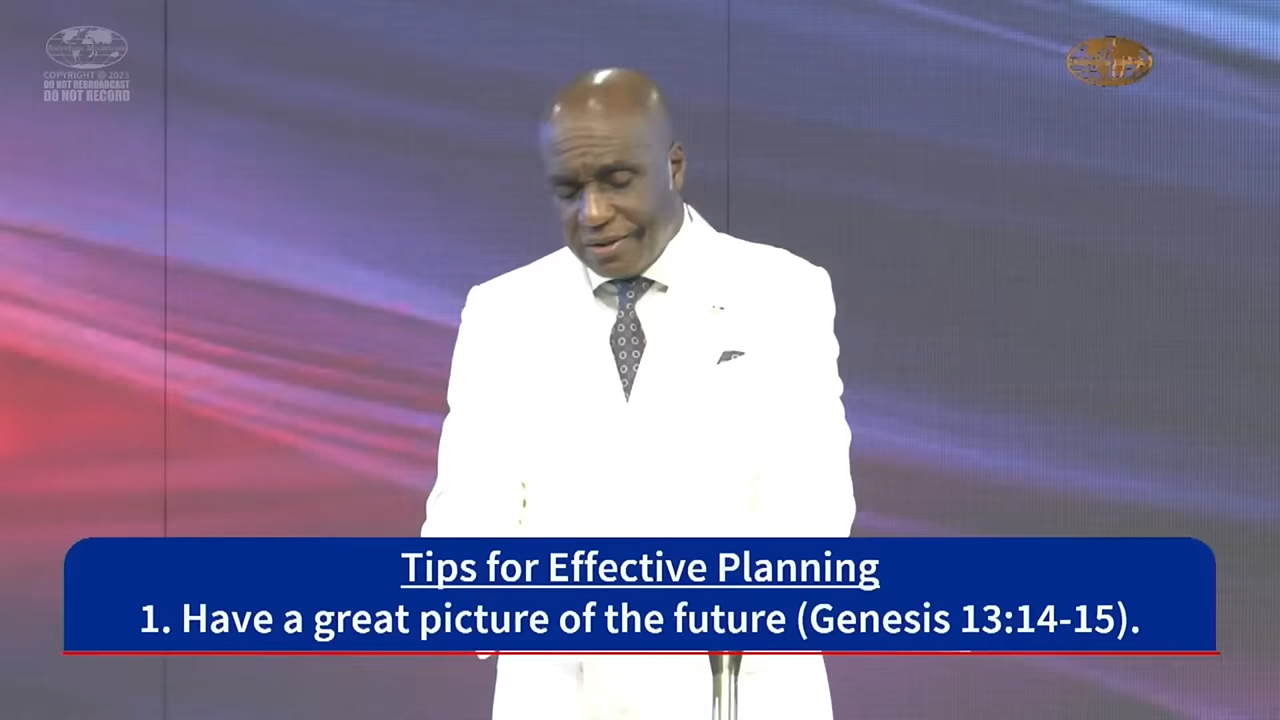 COPYRIGHT © 2023
DO NOT REBROADCAST
DO NOT RECORD
Tips for Effective Planning
1. Have a great picture of the future (Genesis 13:14-15).